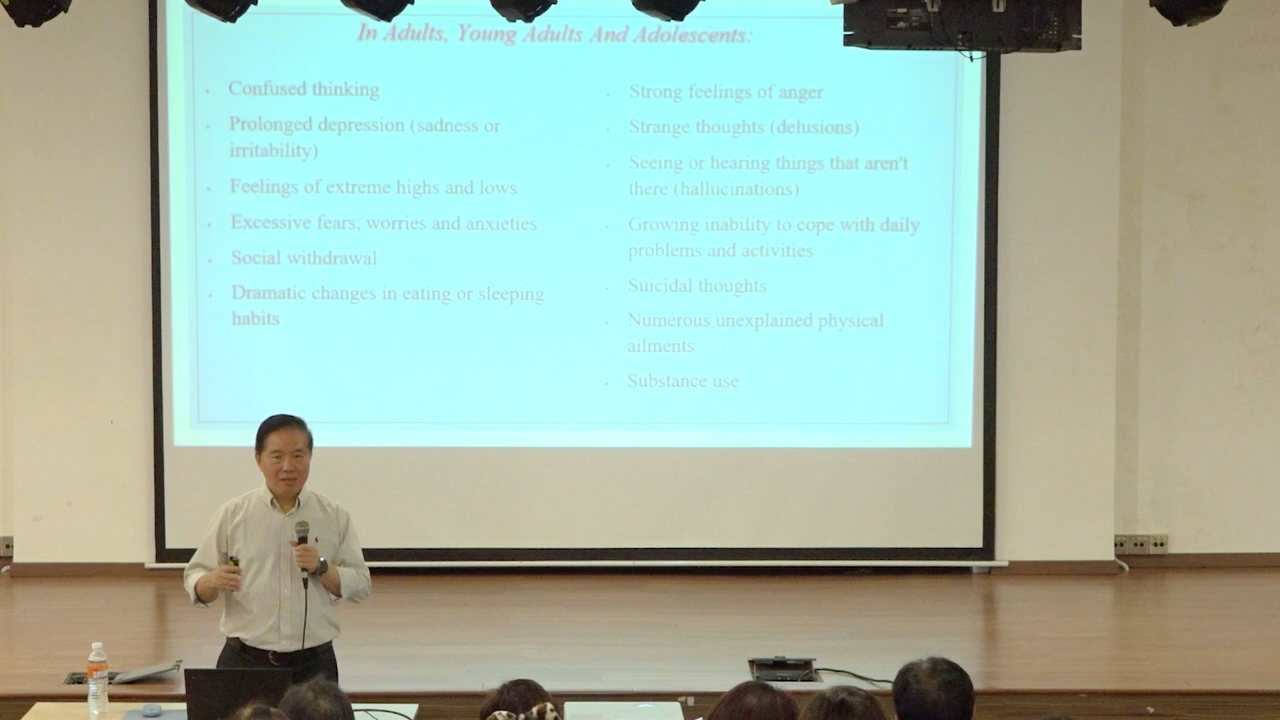 In Adults, Young Adults And Adolescents:
Confused thinking
Prolonged depression (sadness or
irritability)
Feelings of extreme highs and lows
Excessive fears, worries and anxieties
Social withdrawal
Dramatic changes in eating or sleeping
habits
Strong feelings of anger
Strange thoughts (delusions)
Seeing or hearing things that aren't
there (hallucinations)
Growing inability to cope with daily
problems and activities
Suicidal thoughts
Numerous unexplained physical
ailments
Substance use